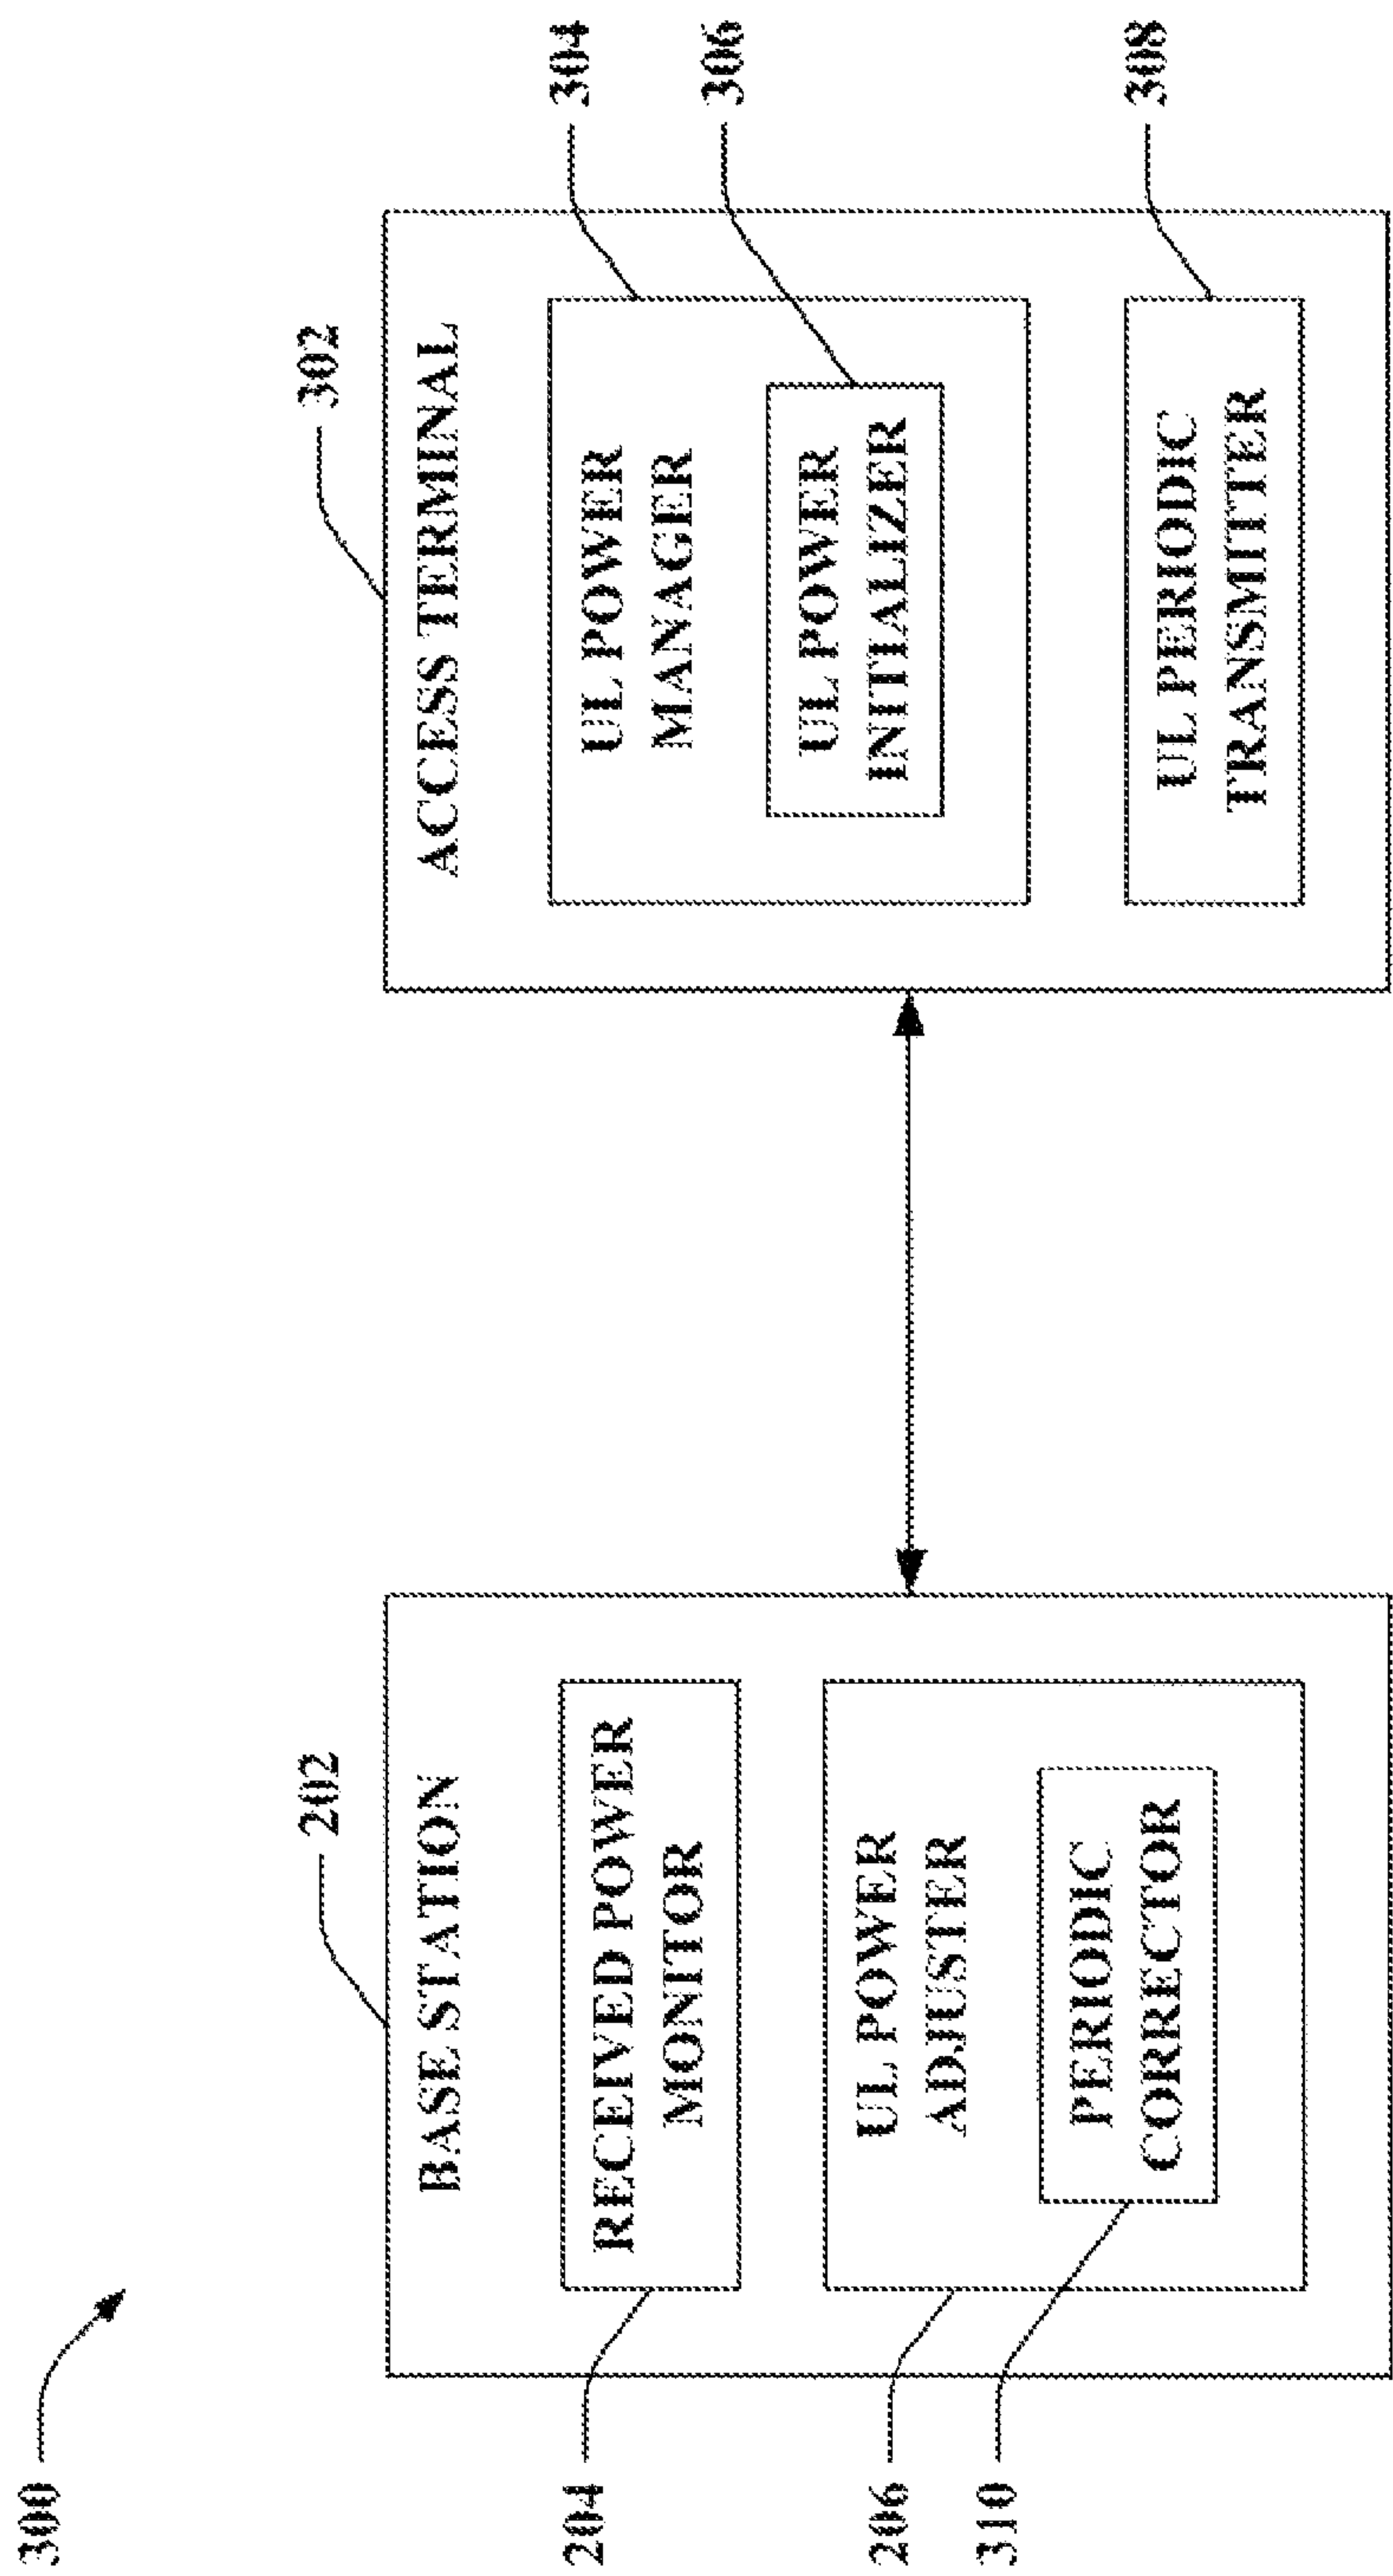 300
202
BASE STATION
204
RECEIVED POWER
MONITOR
206
UL POWER
ADJUSTER
310
PERIODIC
CORRECTOR
302
ACCESS TERMINAL
304
UL POWER
MANAGER
306
UL POWER
INITIALIZER
308
UL PERIODIC
TRANSMITTER